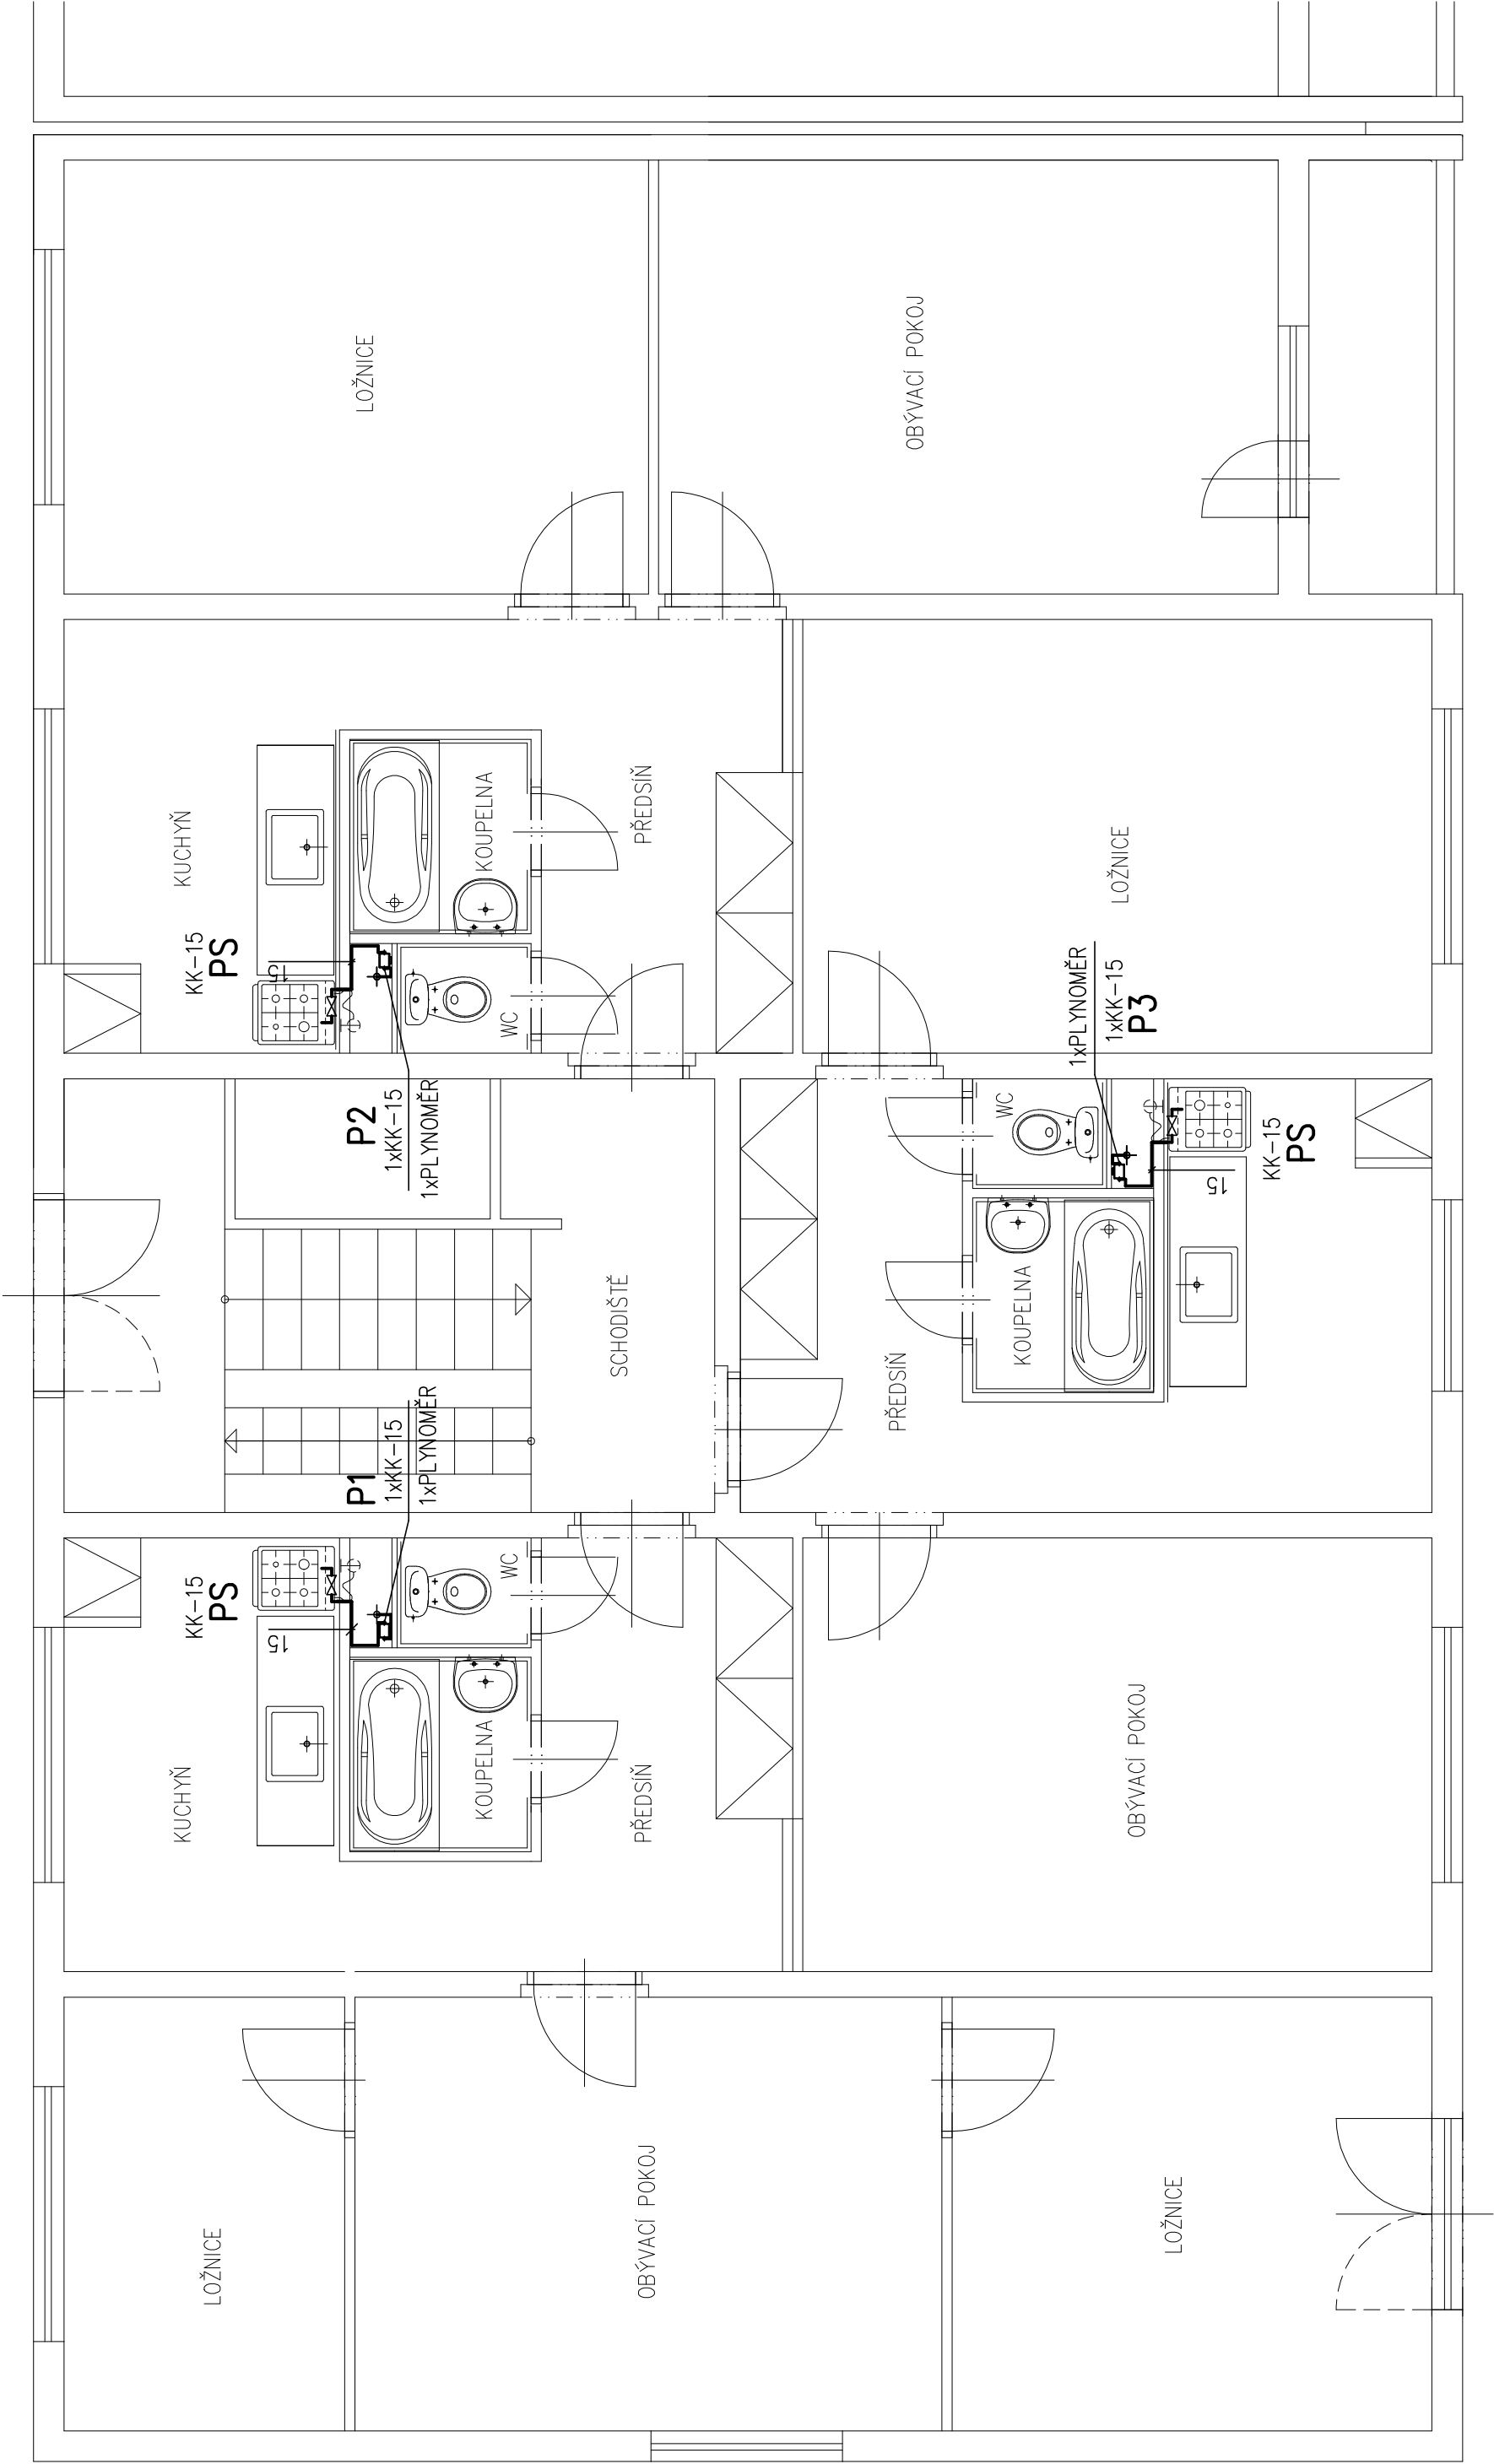 LOŽNICE
OBÝVACÍ POKOJ
KUCHYŇ
KK-15
PS
15
KOUPELNA
WC
PŘEDSÍŇ
LOŽNICE
P2
1xKK-15
1xPLYNOMĚR
1xPLYNOMĚR
1xKK-15
P3
WC
15
KK-15
PS
SCHODIŠTĚ
KOUPELNA
PŘEDSÍŇ
P1
1xKK-15
1xPLYNOMĚR
KK-15
PS
15
WC
KUCHYŇ
KOUPELNA
PŘEDSÍŇ
OBÝVACÍ POKOJ
LOŽNICE
OBÝVACÍ POKOJ
LOŽNICE